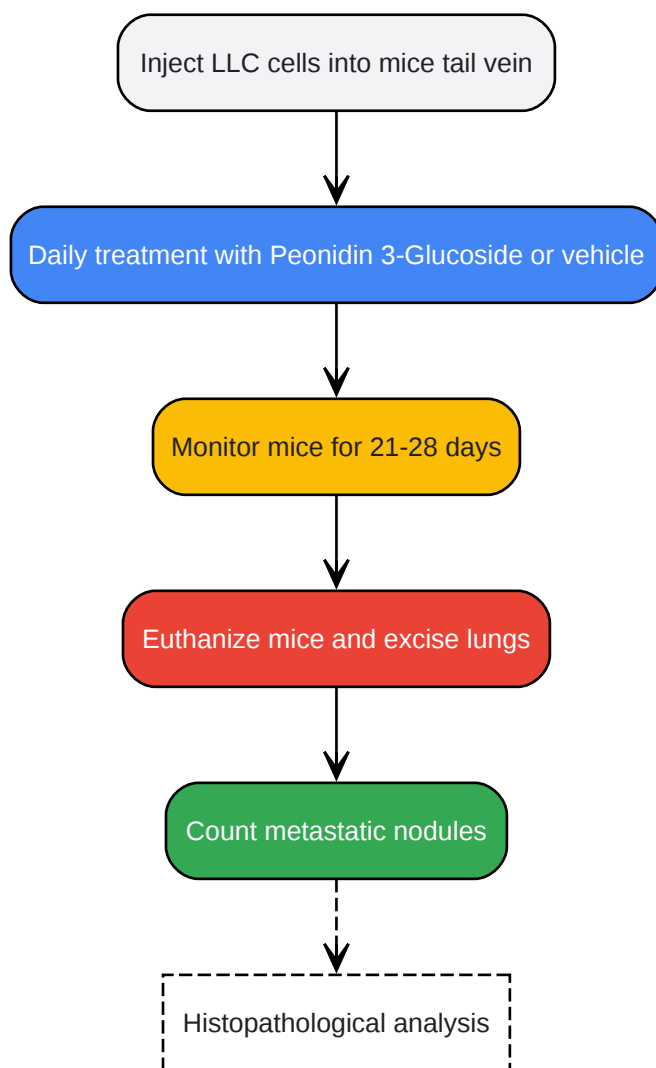 Inject LLC cells into mice tail vein
Daily treatment with Peonidin 3-Glucoside or vehicle
Monitor mice for 21-28 days
Euthanize mice and excise lungs
Count metastatic nodules
Histopathological analysis